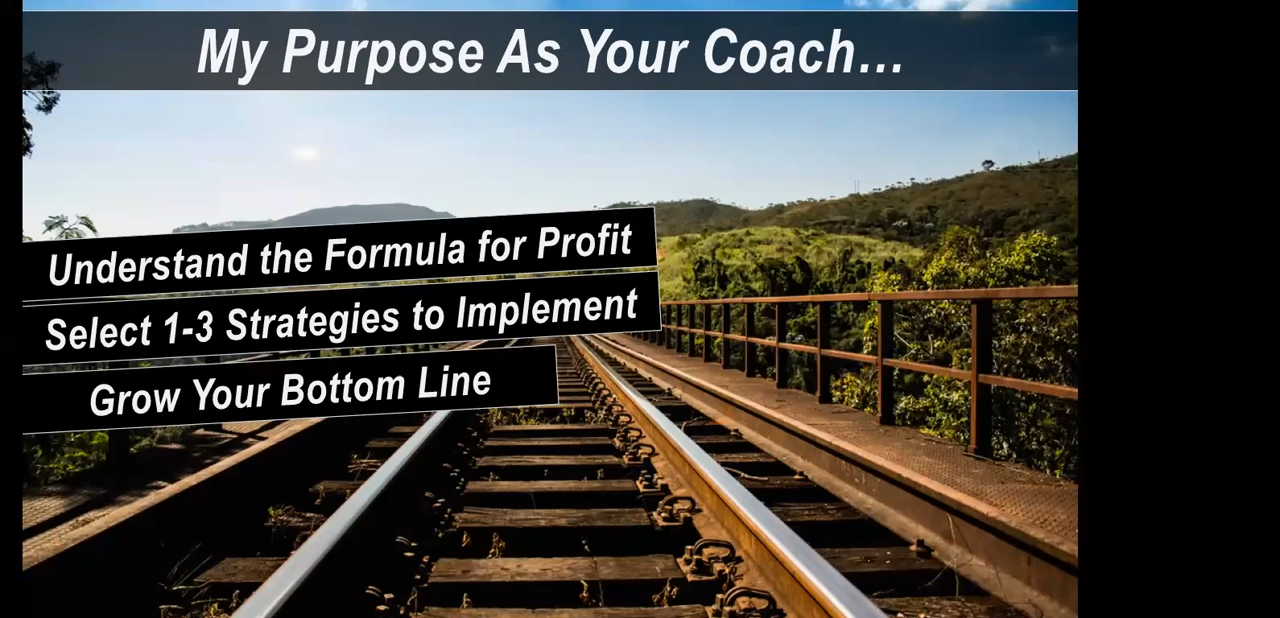 My Purpose As Your Coach...
Understand the Formula for Profit
Select 1-3 Strategies to Implement
Grow Your Bottom Line